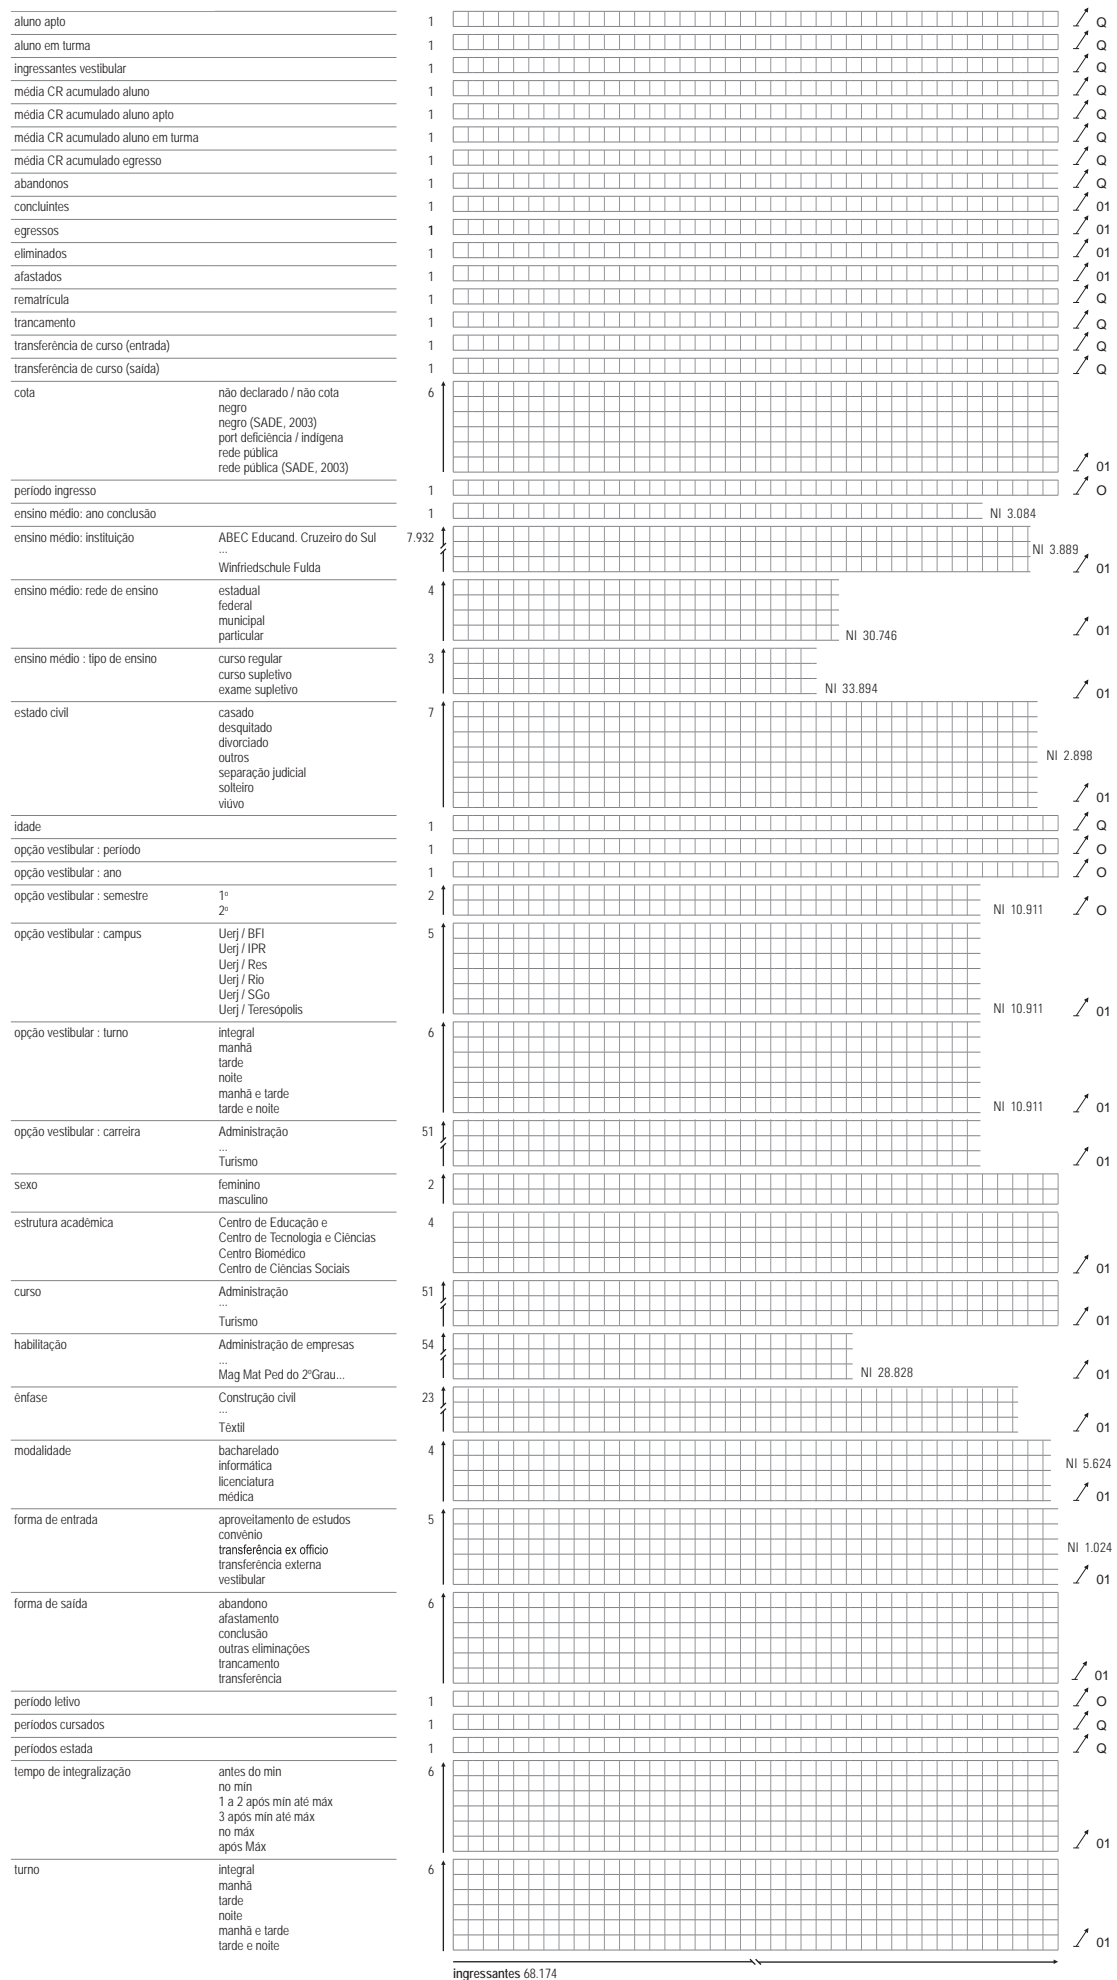 aluno apto 1 Q
aluno em turma 1 Q
ingressantes vestibular 1 Q
média CR acumulado aluno 1 Q
média CR acumulado aluno apto 1 Q
média CR acumulado aluno em turma 1 Q
média CR acumulado egresso 1 Q
abandonos 1 Q
concluintes 1 01
egressos 1 01
eliminados 1 01
afastados 1 01
rematrícula 1 Q
trancamento 1 Q
transferência de curso (entrada) 1 Q
transferência de curso (saída) 1 Q
cota não declarado / não cota 6
negro
negro (SADE, 2003)
port deficiência / indígena
rede pública
rede pública (SADE, 2003) 01
período ingresso 1 O
ensino médio: ano conclusão 1 NI 3.084
ensino médio: instituição ABEC Educand. Cruzeiro do Sul 7.932
... NI 3.889
Winfriedschule Fulda 01
ensino médio: rede de ensino estadual 4
federal
municipal 01
particular NI 30.746
ensino médio : tipo de ensino curso regular 3
curso supletivo
exame supletivo NI 33.894 01
estado civil casado 7
desquitado
divorciado
outros NI 2.898
separação judicial
solteiro
viúvo 01
idade 1 Q
opção vestibular : período 1 O
opção vestibular : ano 1 O
opção vestibular : semestre 1º 2
2º NI 10.911 O
opção vestibular : campus Uerj / BFI 5
Uerj / IPR
Uerj / Res
Uerj / Rio
Uerj / SGo
Uerj / Teresópolis NI 10.911 01
opção vestibular : turno integral 6
manhã
tarde
noite
manhã e tarde
tarde e noite NI 10.911 01
opção vestibular : carreira Administração 51
...
Turismo 01
sexo feminino 2
masculino
estrutura acadêmica Centro de Educação e 4
Centro de Tecnologia e Ciências
Centro Biomédico
Centro de Ciências Sociais 01
curso Administração 51
...
Turismo 01
habilitação Administração de empresas 54
...
Mag Mat Ped do 2ºGrau... NI 28.828 01
ênfase Construção civil 23
...
Têxtil 01
modalidade bacharelado 4
informática NI 5.624
licenciatura
médica 01
forma de entrada aproveitamento de estudos 5
convênio
transferência ex officio NI 1.024
transferência externa
vestibular 01
forma de saída abandono 6
afastamento
conclusão
outras eliminações
trancamento
transferência 01
período letivo 1 O
períodos cursados 1 Q
períodos estada 1 Q
tempo de integralização antes do min 6
no mín
1 a 2 após mín até máx
3 após mín até máx
no máx
após Máx 01
turno integral 6
manhã
tarde
noite
manhã e tarde
tarde e noite 01
ingressantes 68.174